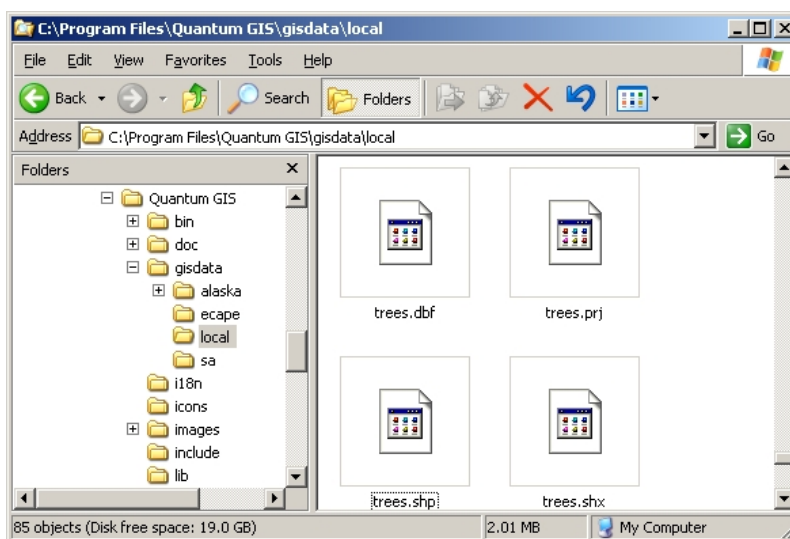 C:\Program Files\Quantum GIS\gisdata\local
File Edit View Favorites Tools Help
Back Search Folders
Address C:\Program Files\Quantum GIS\gisdata\local Go
Folders x
Quantum GIS
bin
doc
gisdata
alaska
ecape
local
sa
i18n
icons
images
include
lib
trees.dbf trees.prj
trees.shp trees.shx
85 objects (Disk free space: 19.0 GB) 2.01 MB My Computer